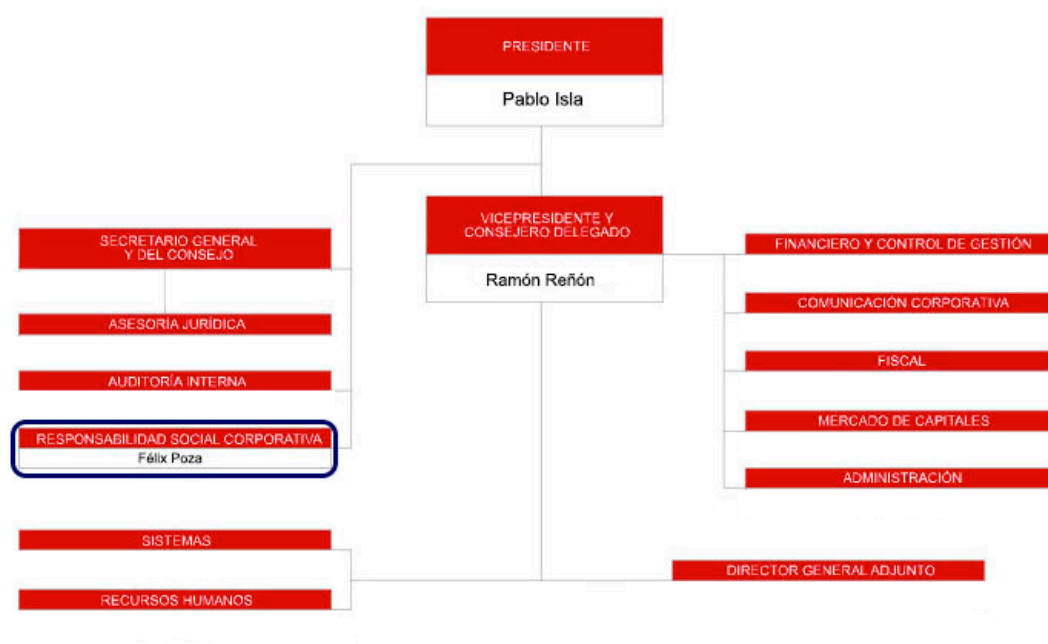 PRESIDENTE
Pablo Isla
VICEPRESIDENTE Y
CONSEJERO DELEGADO
Ramón Reñón
SECRETARIO GENERAL
Y DEL CONSEJO
ASESORÍA JURÍDICA
AUDITORÍA INTERNA
RESPONSABILIDAD SOCIAL CORPORATIVA
Félix Poza
FINANCIERO Y CONTROL DE GESTIÓN
COMUNICACIÓN CORPORATIVA
FISCAL
MERCADO DE CAPITALES
ADMINISTRACIÓN
SISTEMAS
RECURSOS HUMANOS
DIRECTOR GENERAL ADJUNTO